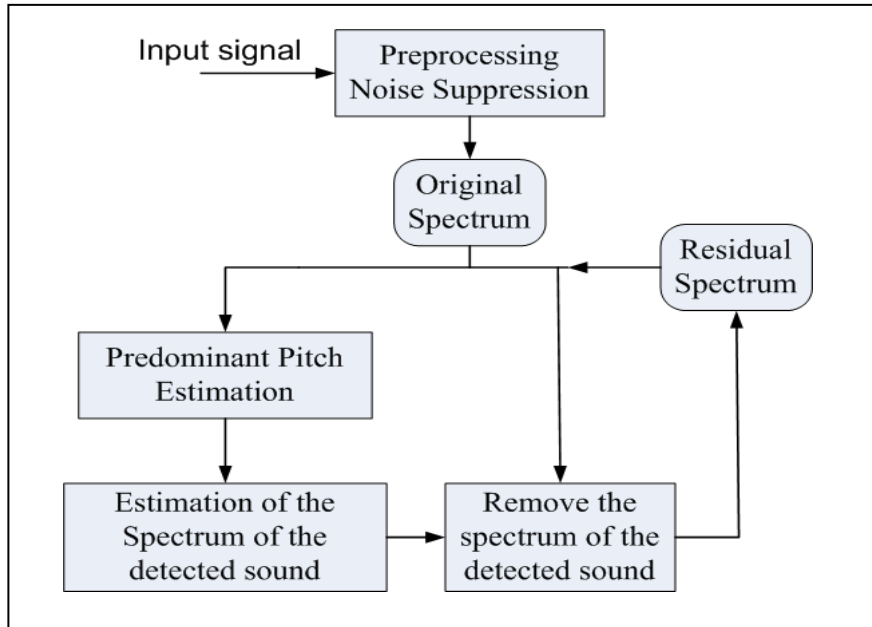 Input signal
Preprocessing
Noise Suppression
Original
Spectrum
Residual
Spectrum
Predominant Pitch
Estimation
Estimation of the
Spectrum of the
detected sound
Remove the
spectrum of the
detected sound